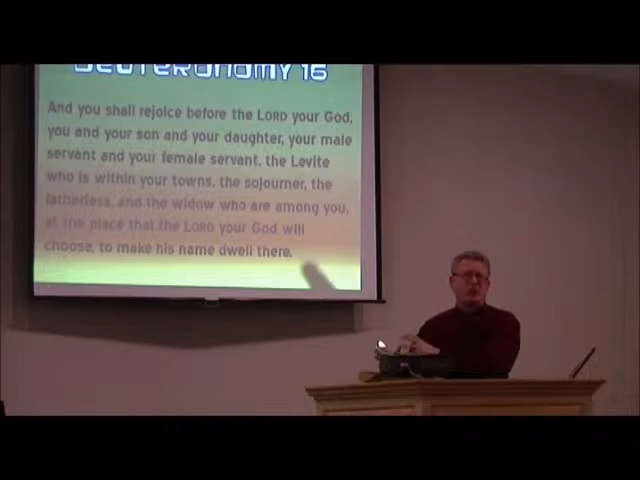 DEUTERONOMY 16
And you shall rejoice before the LORD your God,
you and your son and your daughter, your male
servant and your female servant, the Levite
who is within your towns, the sojourner, the
fatherless, and the widow who are among you,
at the place that the LORD your God will
choose, to make his name dwell there.